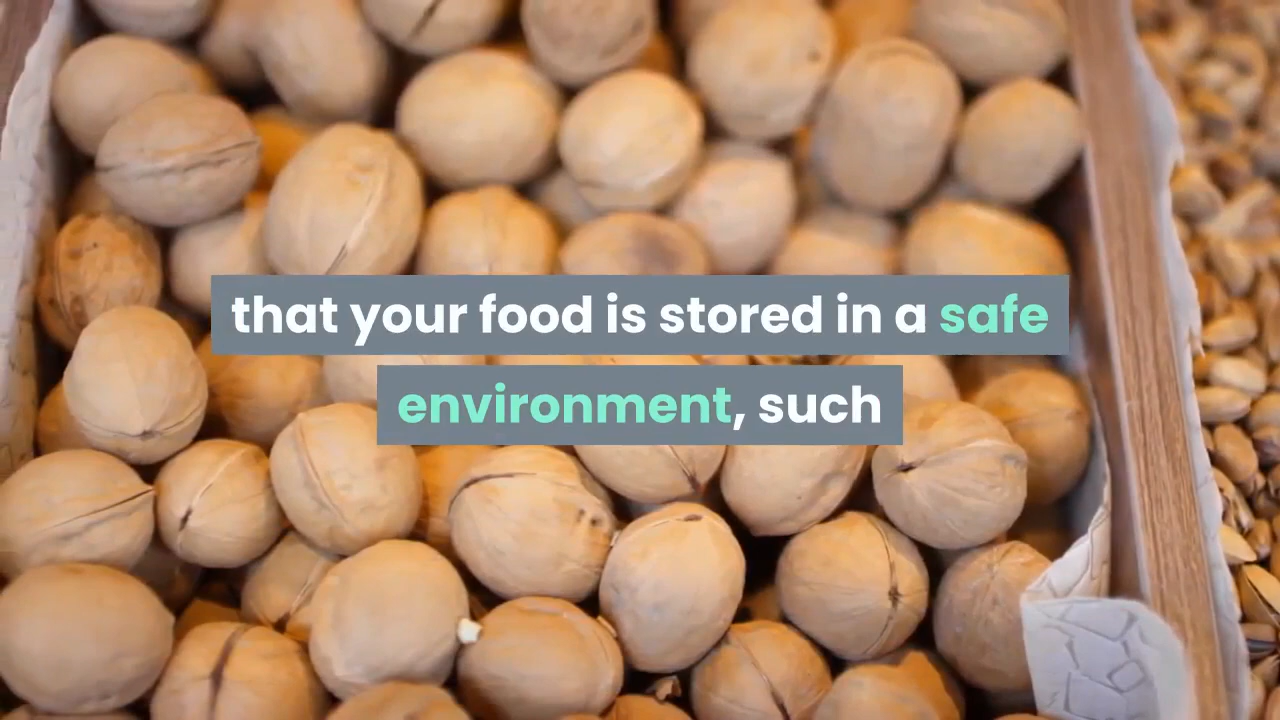 that your food is stored in a safe
environment, such